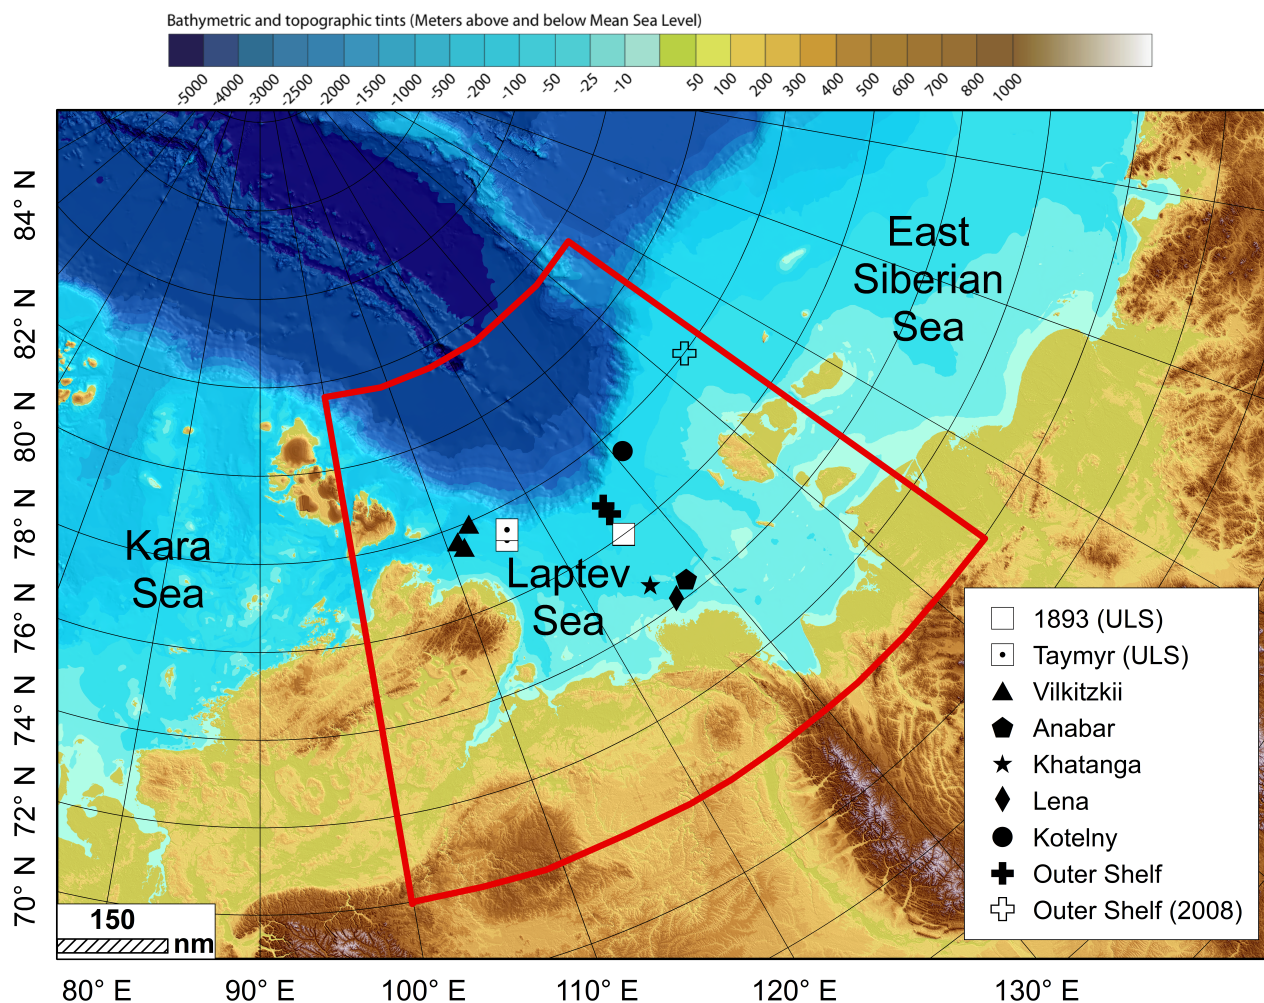 Bathymetric and topographic tints (Meters above and below Mean Sea Level)
-5000 -4000 -3000 -2500 -2000 -1500 -1000 -500 -200 -100 -50 -25 -10 50 100 200 300 400 500 600 700 800 1000
84° N
82° N
80° N
78° N
76° N
74° N
72° N
70° N
East
Siberian
Sea
Kara
Sea
Laptev
Sea
1893 (ULS)
Taymyr (ULS)
Vilkitzkii
Anabar
Khatanga
Lena
Kotelny
Outer Shelf
Outer Shelf (2008)
150
nm
80° E 90° E 100° E 110° E 120° E 130° E